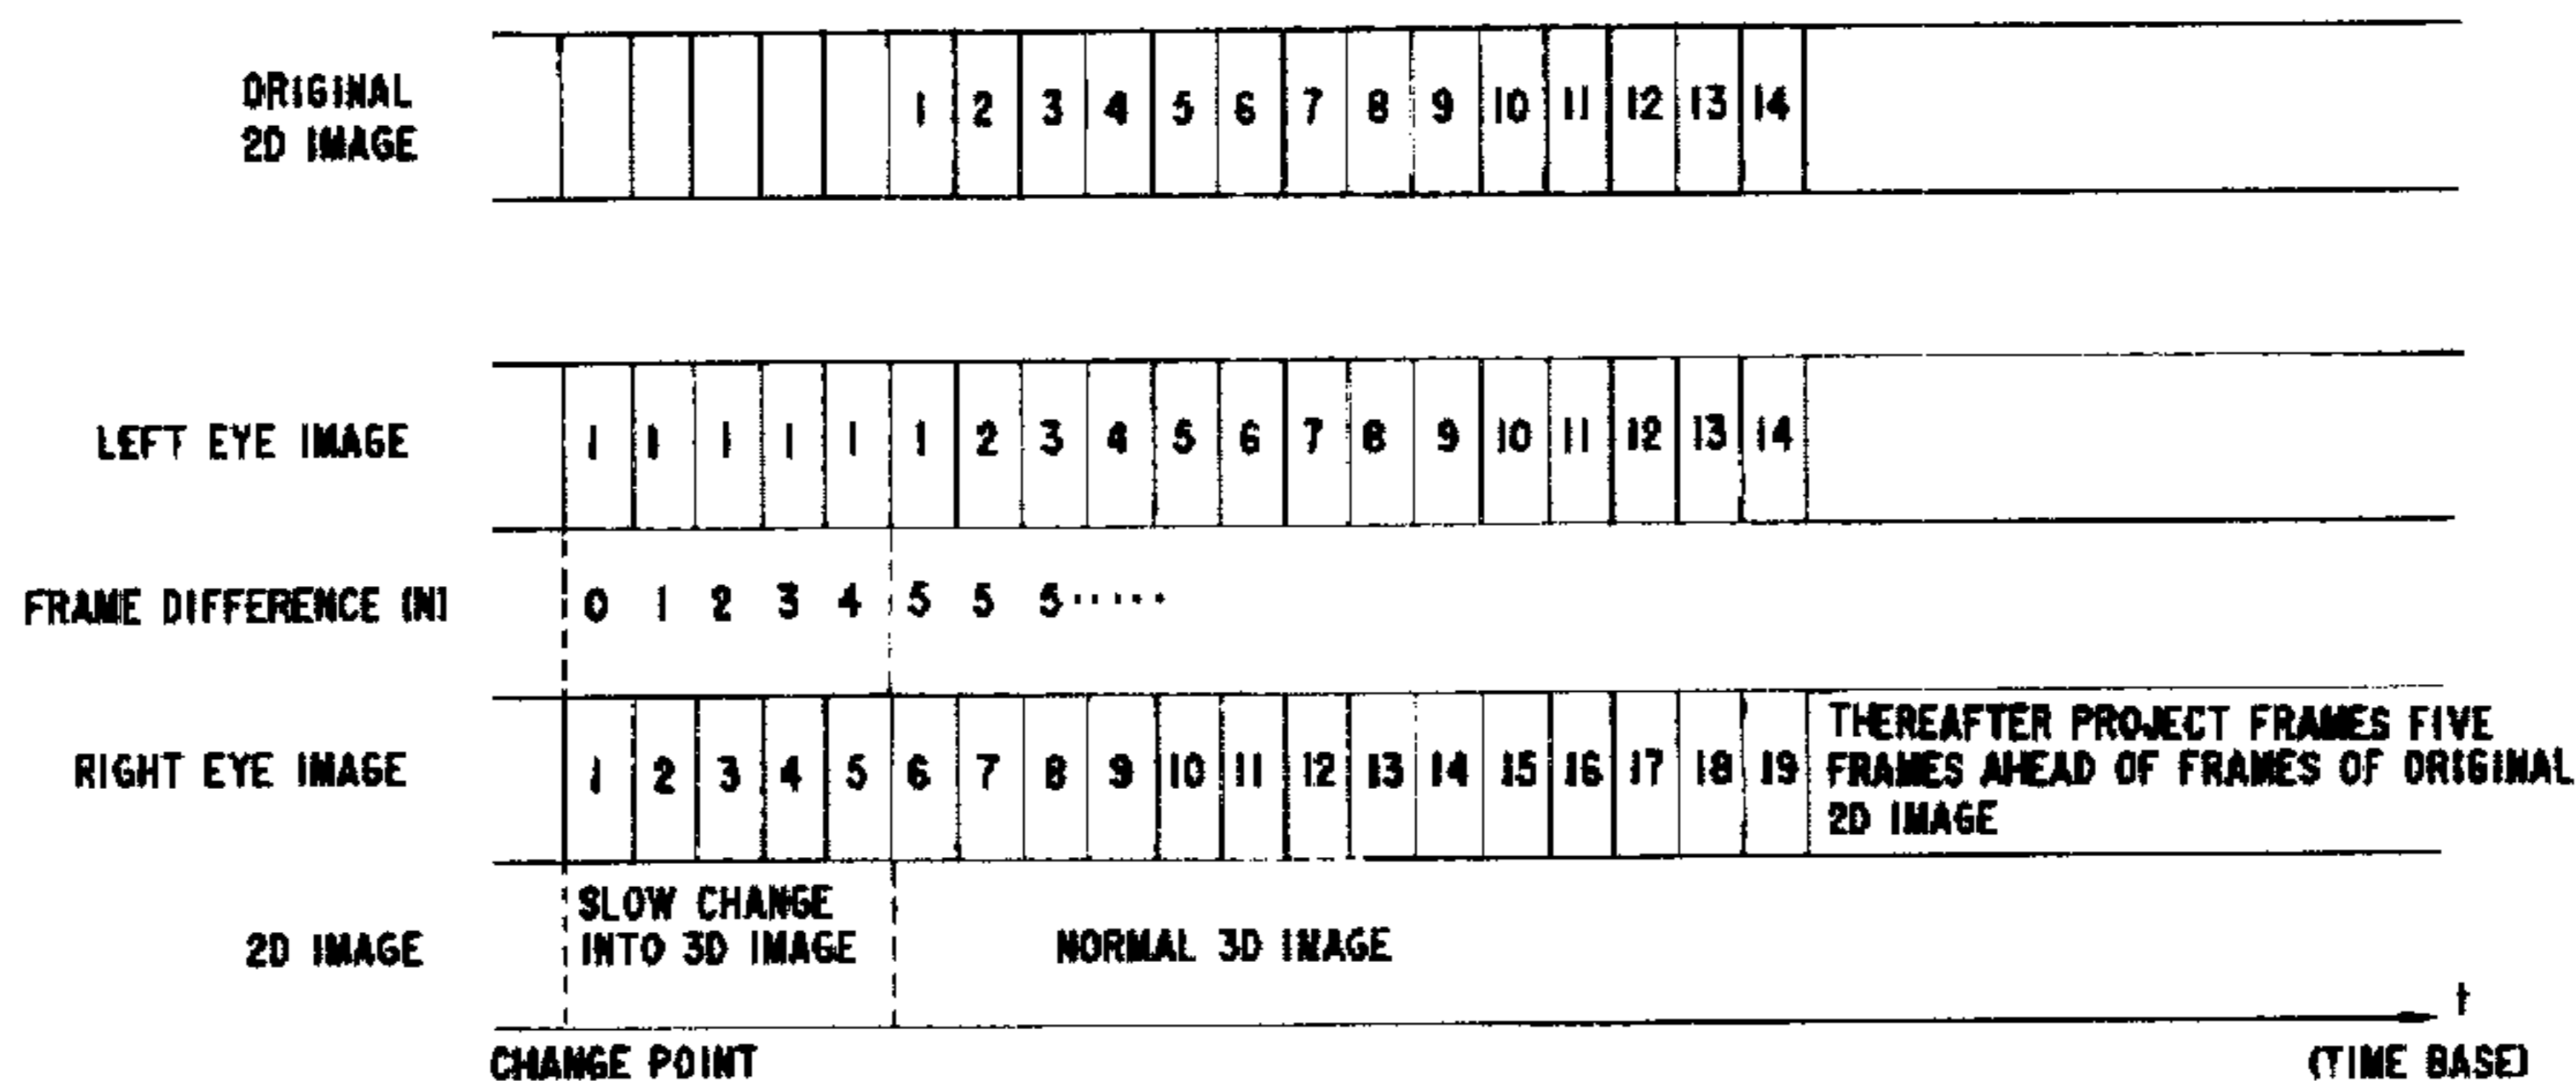 ORIGINAL
2D IMAGE
1 2 3 4 5 6 7 8 9 10 11 12 13 14
LEFT EYE IMAGE
1 1 1 1 1 1 2 3 4 5 6 7 8 9 10 11 12 13 14
FRAME DIFFERENCE (N)
0 1 2 3 4 5 5 5 .....
RIGHT EYE IMAGE
1 2 3 4 5 6 7 8 9 10 11 12 13 14 15 16 17 18 19
THEREAFTER PROJECT FRAMES FIVE
FRAMES AHEAD OF FRAMES OF ORIGINAL
2D IMAGE
2D IMAGE
SLOW CHANGE
INTO 3D IMAGE
NORMAL 3D IMAGE
t
CHANGE POINT
(TIME BASE)